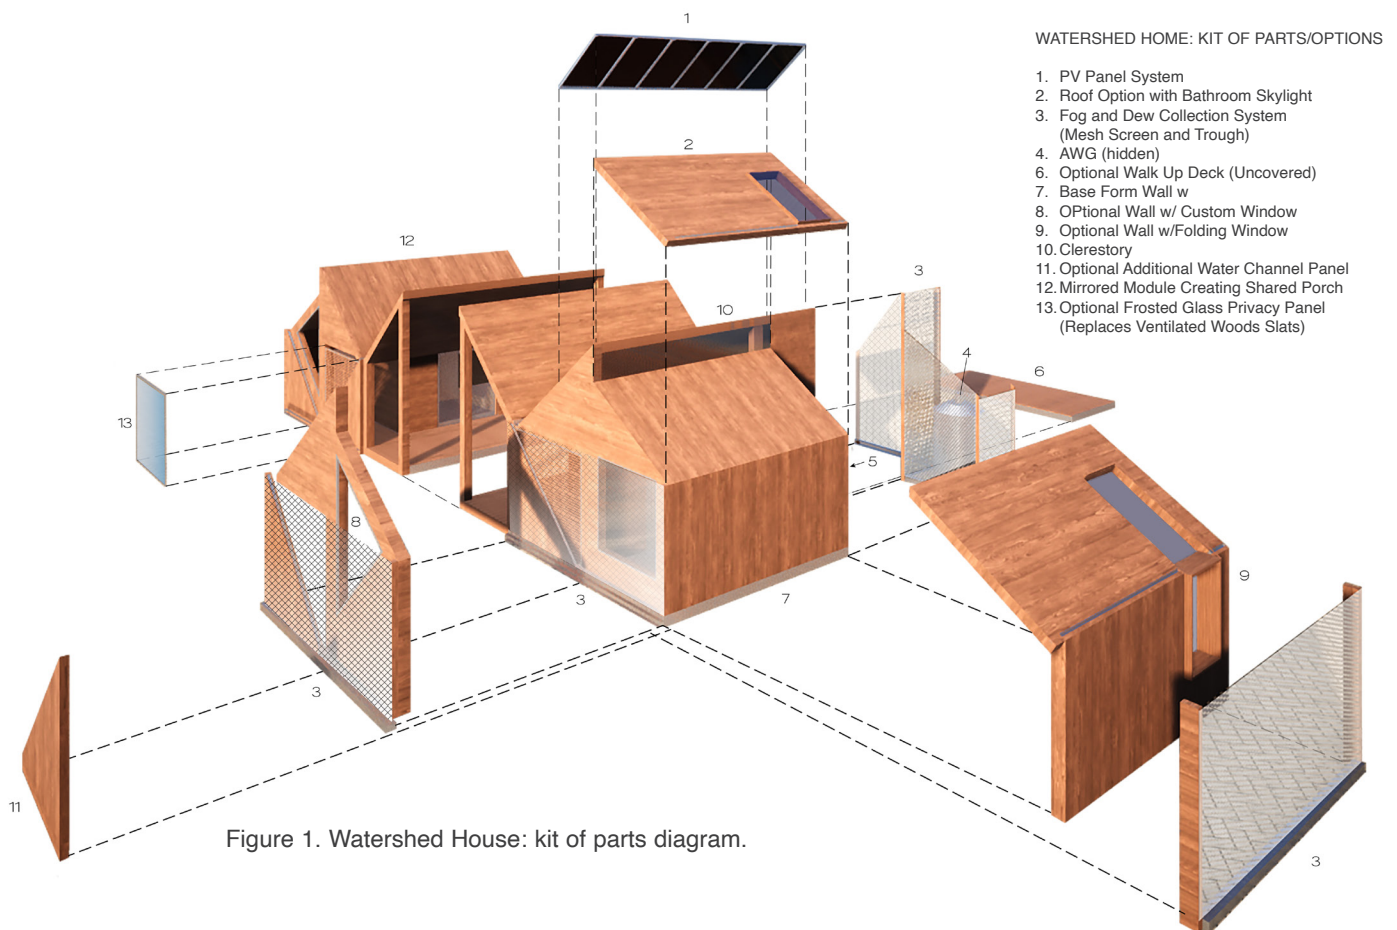 1
WATERSHED HOME: KIT OF PARTS/OPTIONS
1. PV Panel System
2. Roof Option with Bathroom Skylight
3. Fog and Dew Collection System
(Mesh Screen and Trough)
4. AWG (hidden)
6. Optional Walk Up Deck (Uncovered)
7. Base Form Wall w
8. OPtional Wall w/ Custom Window
9. Optional Wall w/Folding Window
10. Clerestory
11. Optional Additional Water Channel Panel
12. Mirrored Module Creating Shared Porch
13. Optional Frosted Glass Privacy Panel
(Replaces Ventilated Woods Slats)
2
12
3
10
4
6
13
5
8
9
3
7
3
11
3
Figure 1. Watershed House: kit of parts diagram.